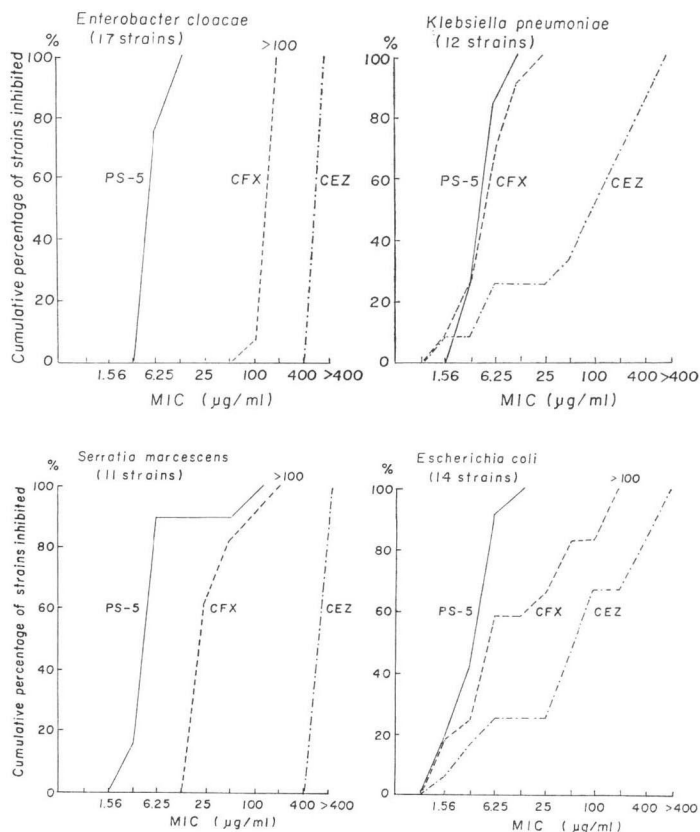 Enterobacter cloacae
(17 strains)
%
>100
100
80
60
40
20
0
Cumulative percentage of strains inhibited
PS-5
CFX
CEZ
1.56 6.25 25 100 400 >400
MIC (μg/ml)
Klebsiella pneumoniae
(12 strains)
%
100
80
60
40
20
0
PS-5
CFX
CEZ
1.56 6.25 25 100 400 >400
MIC (μg/ml)
Serratia marcescens
(11 strains)
%
>100
100
80
60
40
20
0
Cumulative percentage of strains inhibited
PS-5
CFX
CEZ
1.56 6.25 25 100 400 >400
MIC (μg/ml)
Escherichia coli
(14 strains)
%
>100
100
80
60
40
20
0
PS-5
CFX
CEZ
1.56 6.25 25 100 400 >400
MIC (μg/ml)